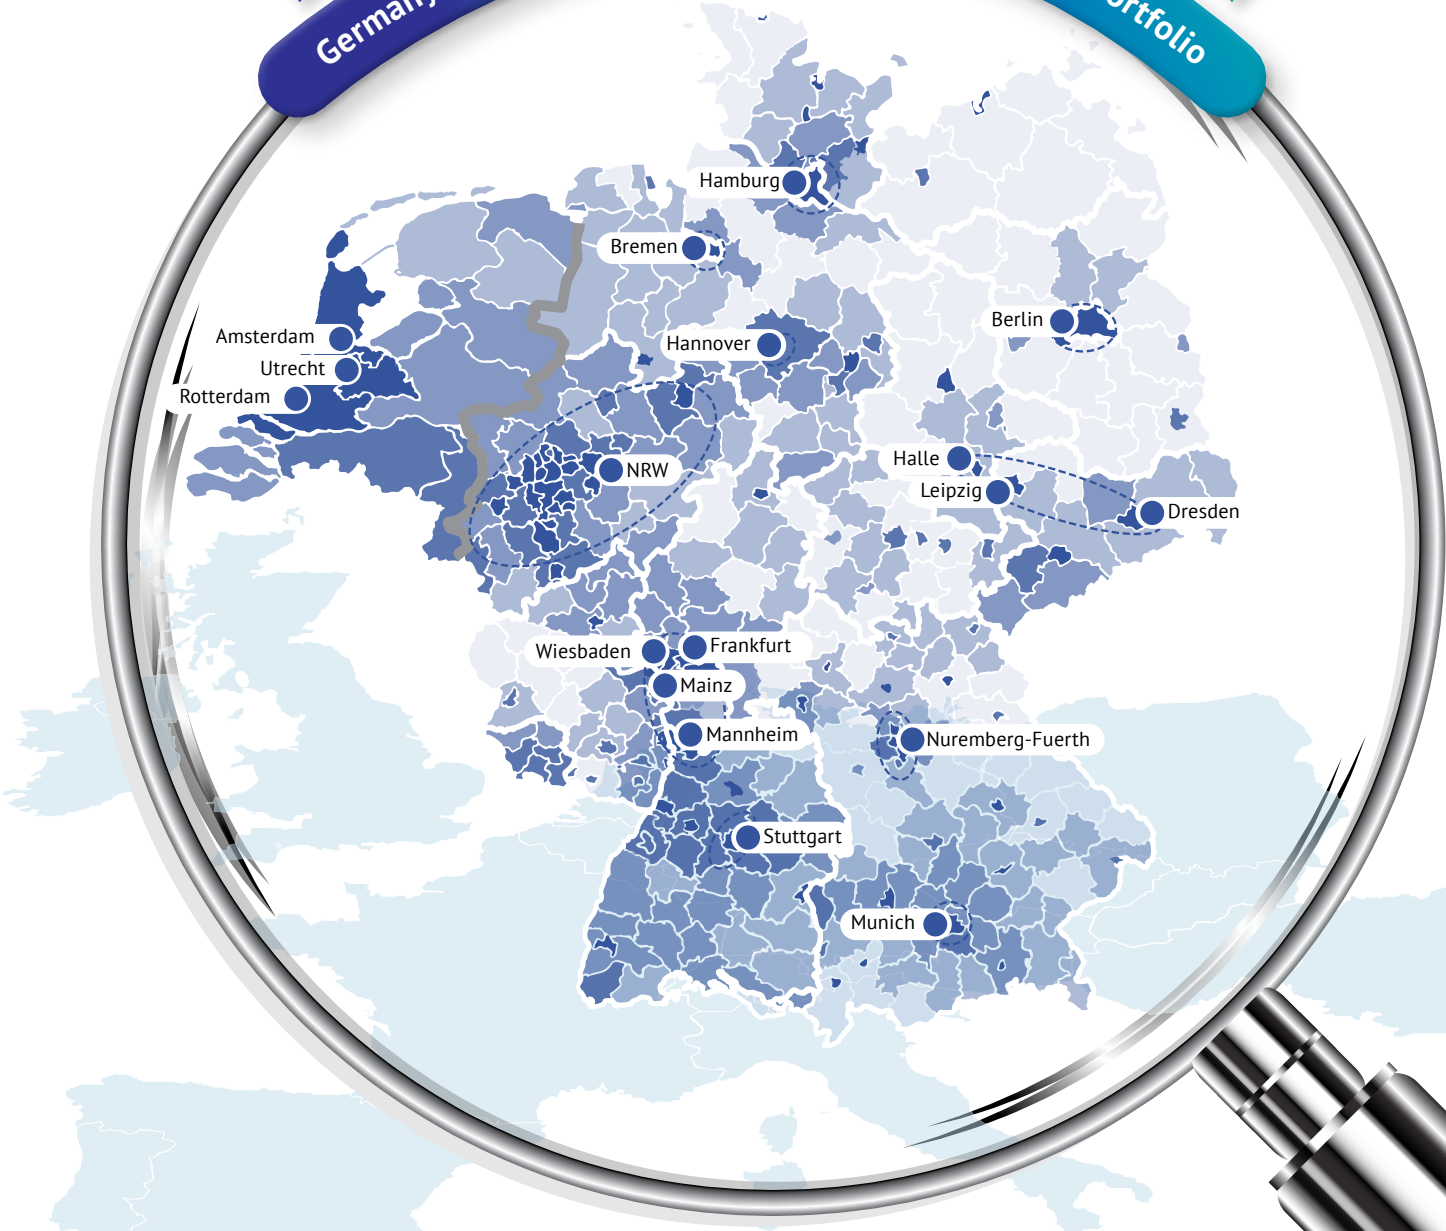 Germany
Hamburg
Bremen
Amsterdam
Hannover
Berlin
Utrecht
Rotterdam
Halle
NRW
Leipzig
Dresden
Wiesbaden
Frankfurt
Mainz
Mannheim
Nuremberg-Fuerth
Stuttgart
Munich